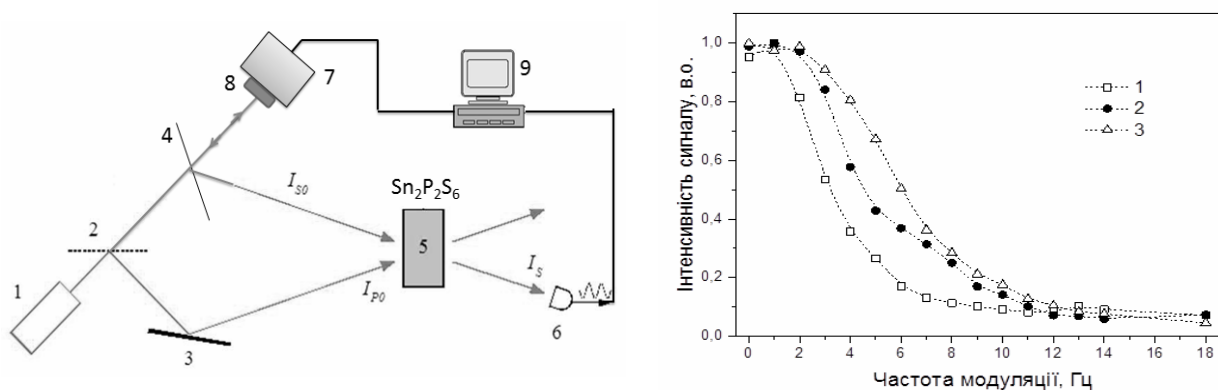 8
7
9
4
I_{S0}
Sn₂P₂S₆
2
5
1
I_S
I_{P0}
3
6
Інтенсивність сигналу, в.о.
1,0
0,8
0,6
0,4
0,2
0,0
1
2
3
0 2 4 6 8 10 12 14 16 18
Частота модуляції, Гц